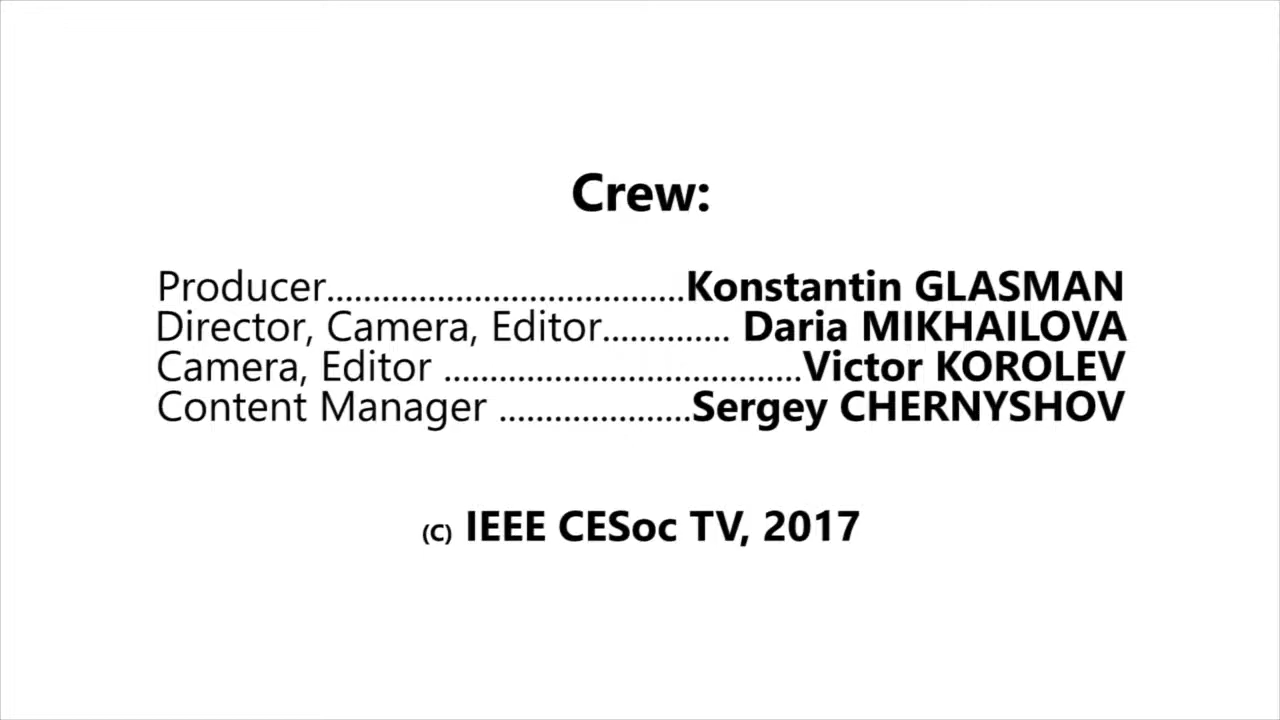 Crew:
Producer.......................................Konstantin GLASMAN
Director, Camera, Editor.............. Daria MIKHAILOVA
Camera, Editor .......................................Victor KOROLEV
Content Manager .....................Sergey CHERNYSHOV
(C) IEEE CESoc TV, 2017